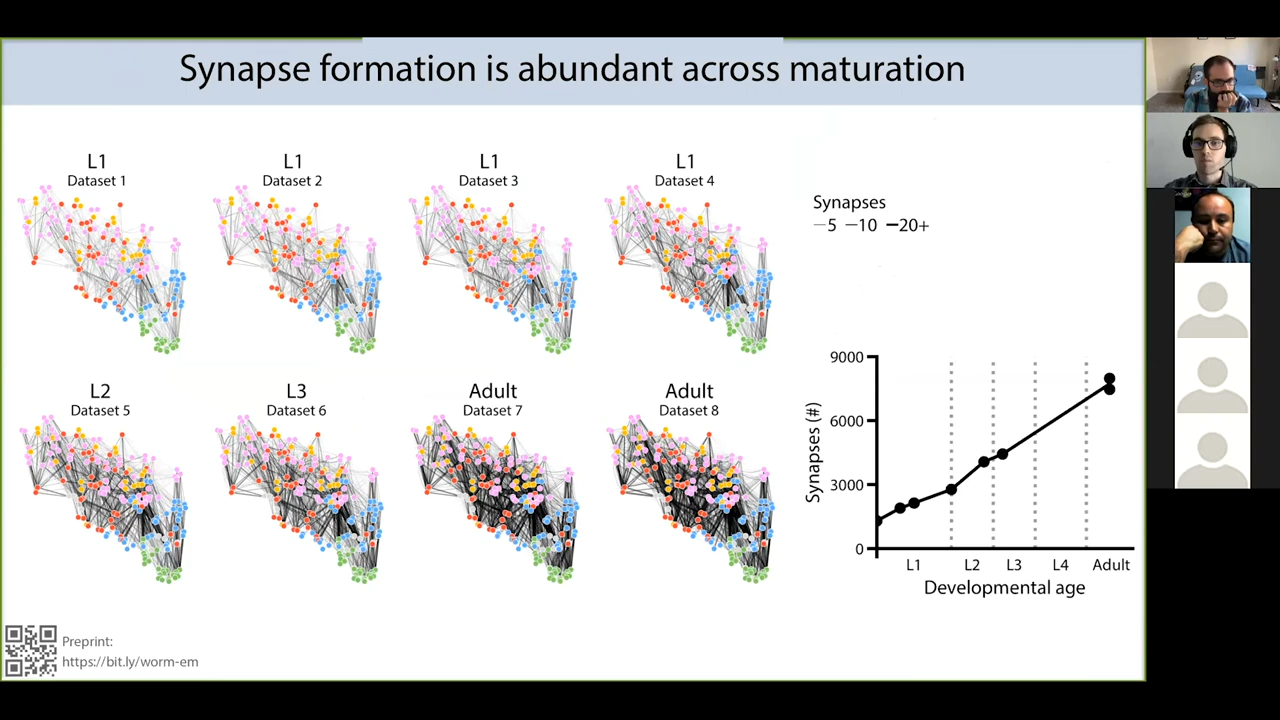 Synapse formation is abundant across maturation
L1
Dataset 1
L1
Dataset 2
L1
Dataset 3
L1
Dataset 4
Synapses
5 10 20+
L2
Dataset 5
L3
Dataset 6
Adult
Dataset 7
Adult
Dataset 8
9000
6000
3000
0
Synapses (#)
L1 L2 L3 L4 Adult
Developmental age
Preprint:
https://bit.ly/worm-em